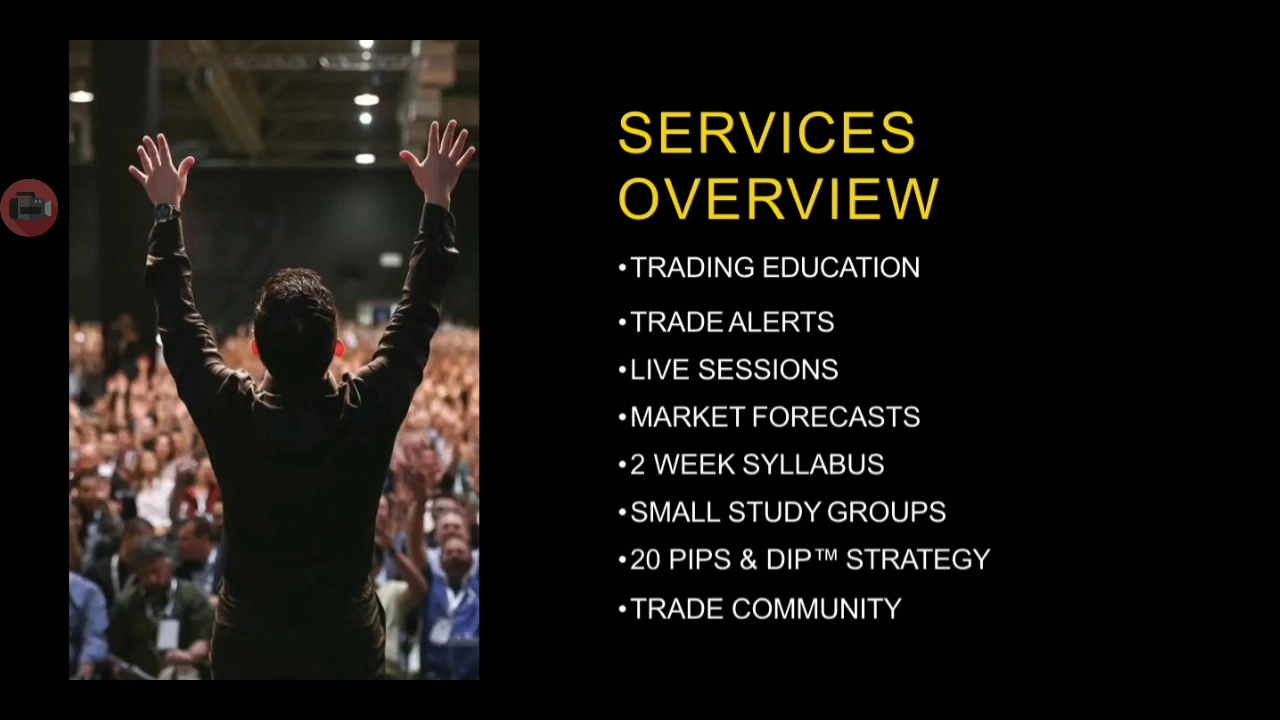 SERVICES
OVERVIEW
•TRADING EDUCATION
•TRADE ALERTS
•LIVE SESSIONS
•MARKET FORECASTS
•2 WEEK SYLLABUS
•SMALL STUDY GROUPS
•20 PIPS & DIP™ STRATEGY
•TRADE COMMUNITY